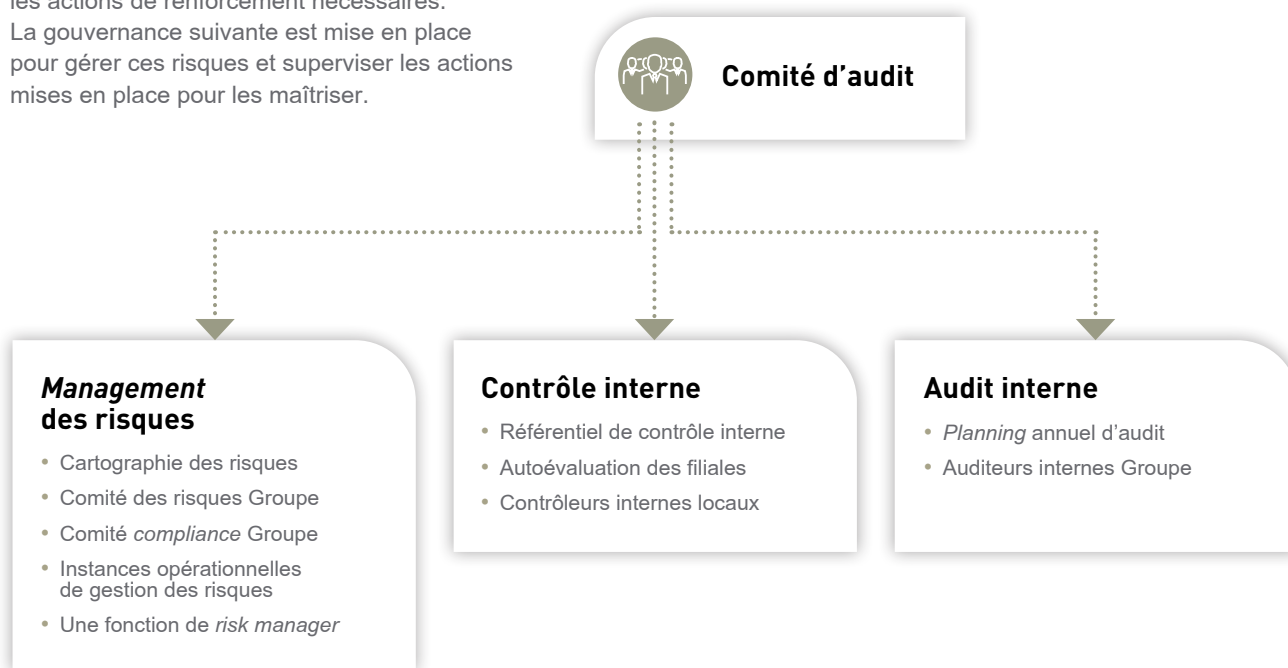 les actions de renforcement nécessaires.
La gouvernance suivante est mise en place
pour gérer ces risques et superviser les actions
mises en place pour les maîtriser.
Comité d'audit
Management
des risques
• Cartographie des risques
• Comité des risques Groupe
• Comité compliance Groupe
• Instances opérationnelles
de gestion des risques
• Une fonction de risk manager
Contrôle interne
• Référentiel de contrôle interne
• Autoévaluation des filiales
• Contrôleurs internes locaux
Audit interne
• Planning annuel d'audit
• Auditeurs internes Groupe